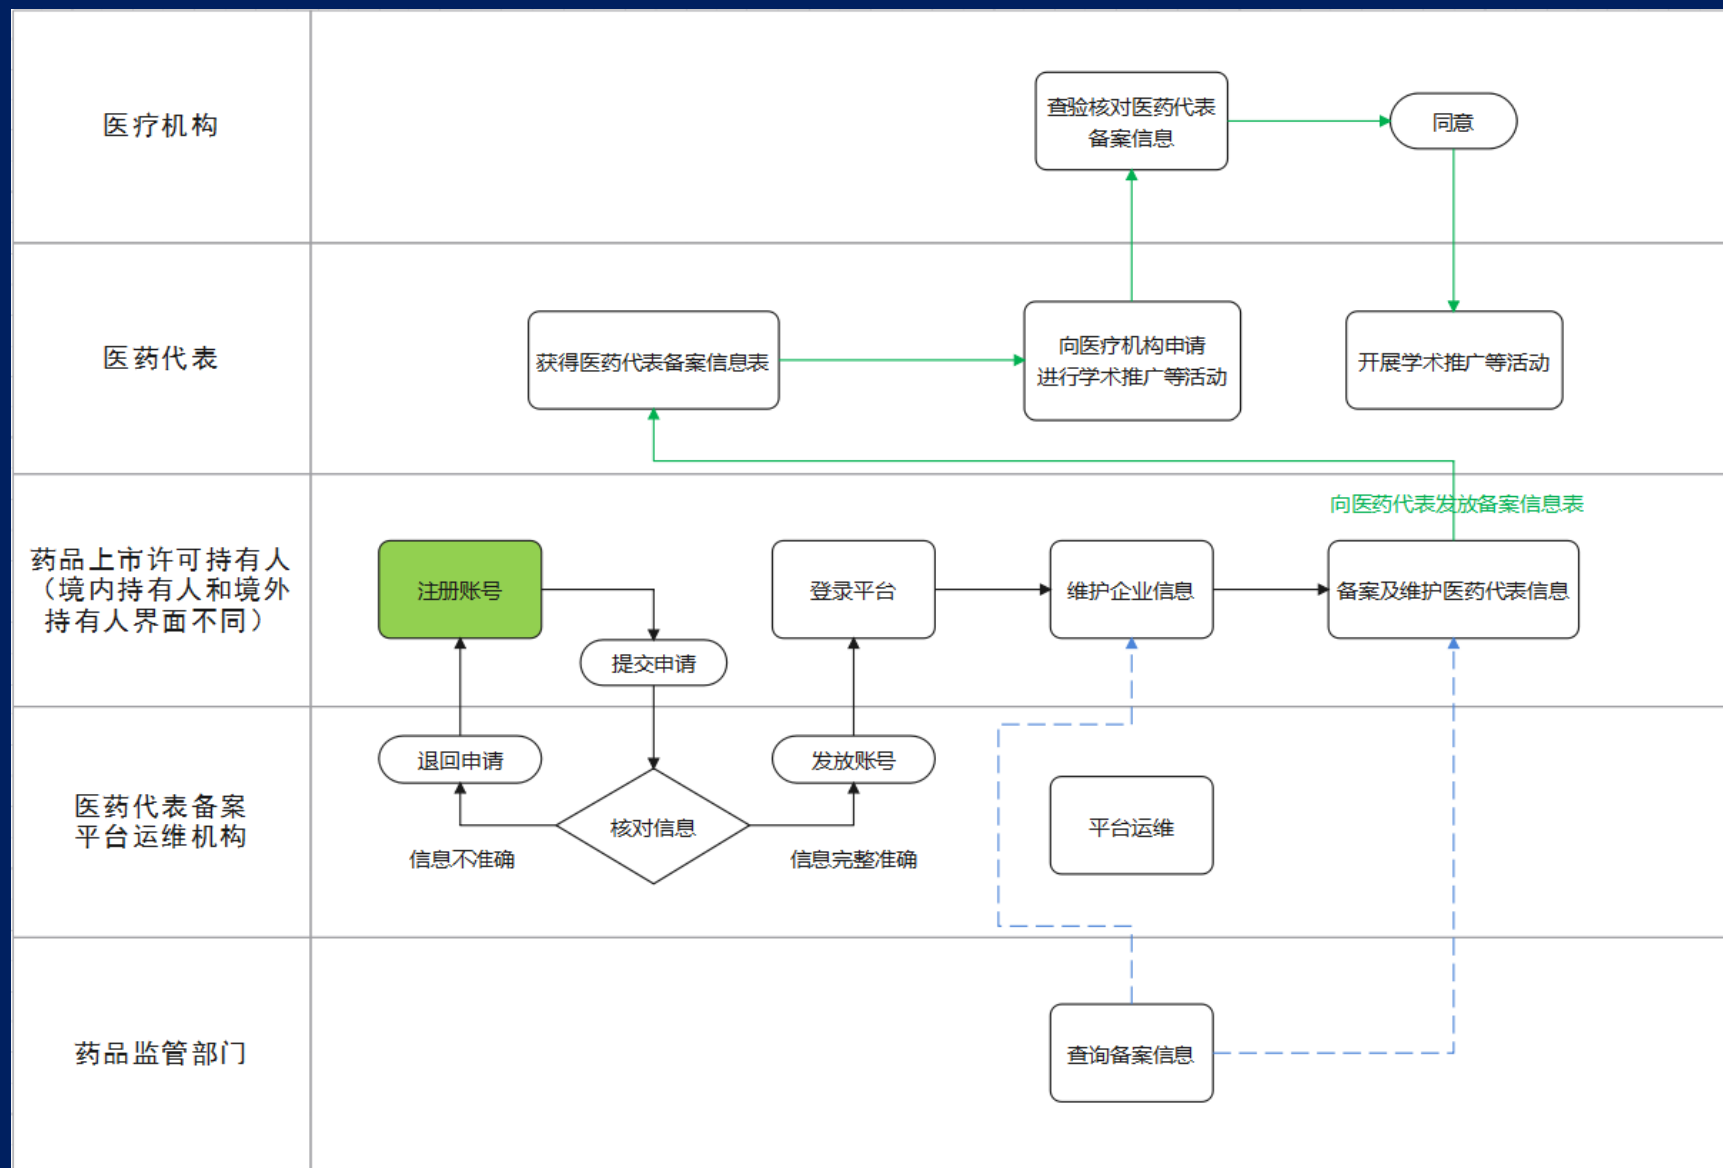 医疗机构
查验核对医药代表
备案信息
同意
医药代表
获得医药代表备案信息表
向医疗机构申请
进行学术推广等活动
开展学术推广等活动
药品上市许可持有人
（境内持有人和境外
持有人界面不同）
向医药代表发放备案信息表
注册账号
登录平台
维护企业信息
备案及维护医药代表信息
提交申请
医药代表备案
平台运维机构
退回申请
发放账号
核对信息
平台运维
信息不准确
信息完整准确
药品监管部门
查询备案信息